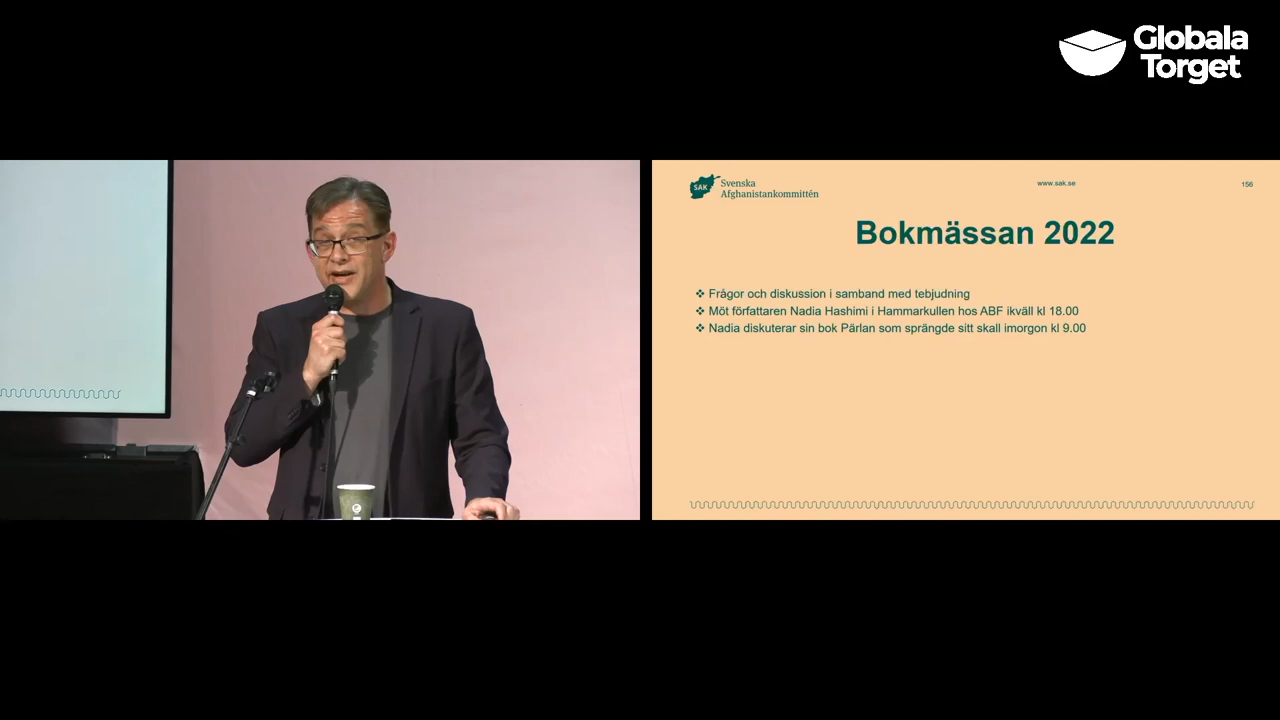 Globala
Torget
SAK
Svenska
Afghanistankommittén
www.sak.se
156
Bokmässan 2022
❖ Frågor och diskussion i samband med tebjudning
❖ Möt författaren Nadia Hashimi i Hammarkullen hos ABF ikväll kl 18.00
❖ Nadia diskuterar sin bok Pärlan som sprängde sitt skall imorgon kl 9.00